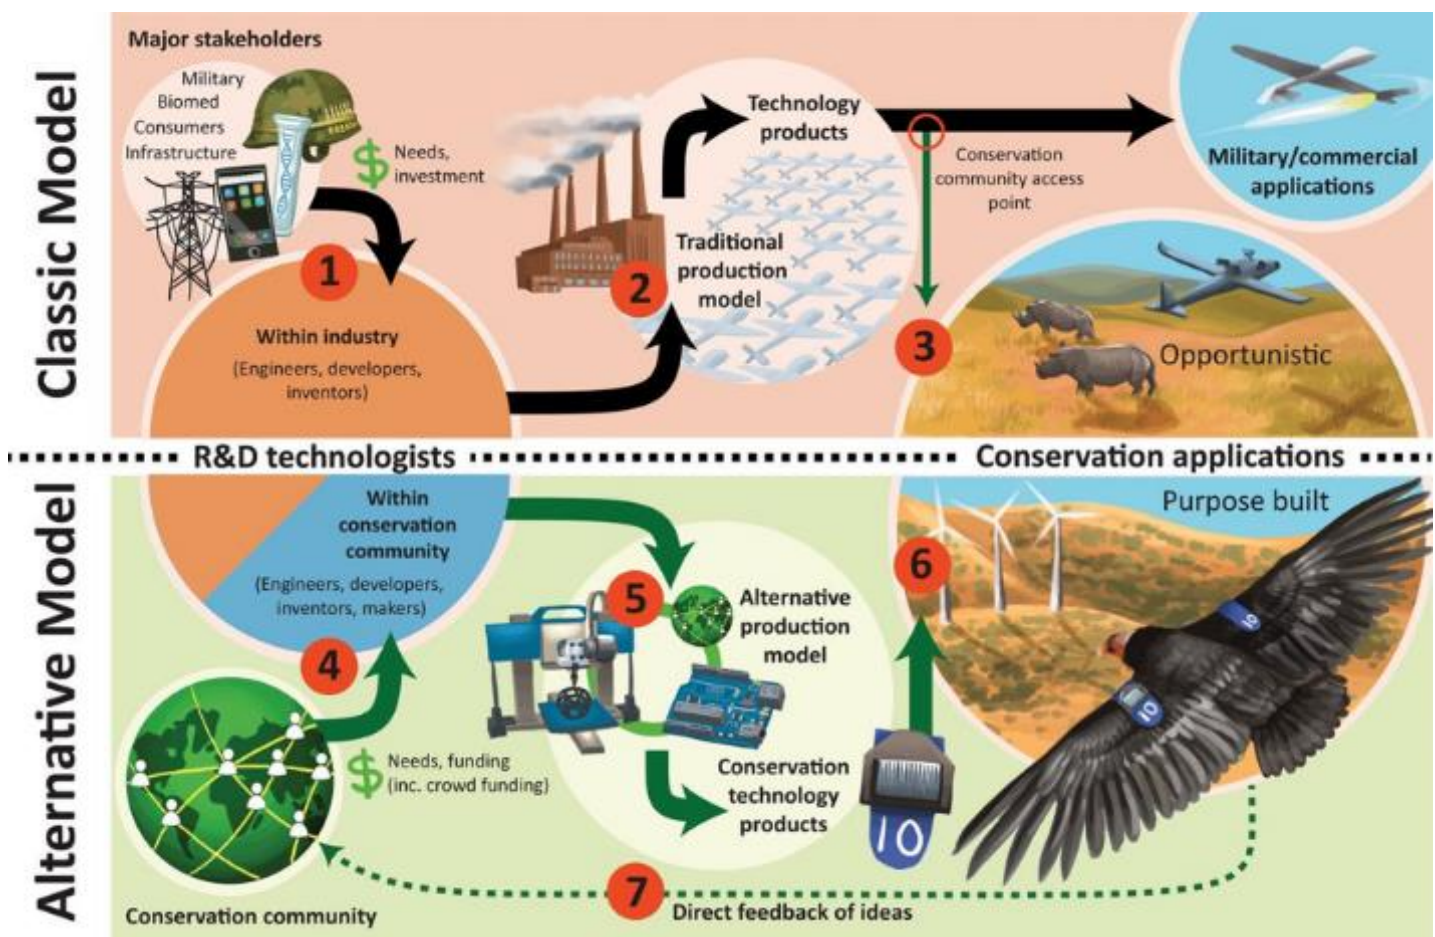 Classic Model
Major stakeholders
Military
Biomed
Consumers
Infrastructure
$
Needs,
investment
1
Within industry
(Engineers, developers,
inventors)
2
Traditional
production
model
Technology
products
Conservation
community access
point
Military/commercial
applications
3
Opportunistic
R&D technologists
Conservation applications
Alternative Model
Within
conservation
community
(Engineers, developers,
inventors, makers)
4
$
Needs, funding
(inc. crowd funding)
Conservation community
5
Alternative
production
model
Conservation
technology
products
10
6
Purpose built
10
10
7
Direct feedback of ideas